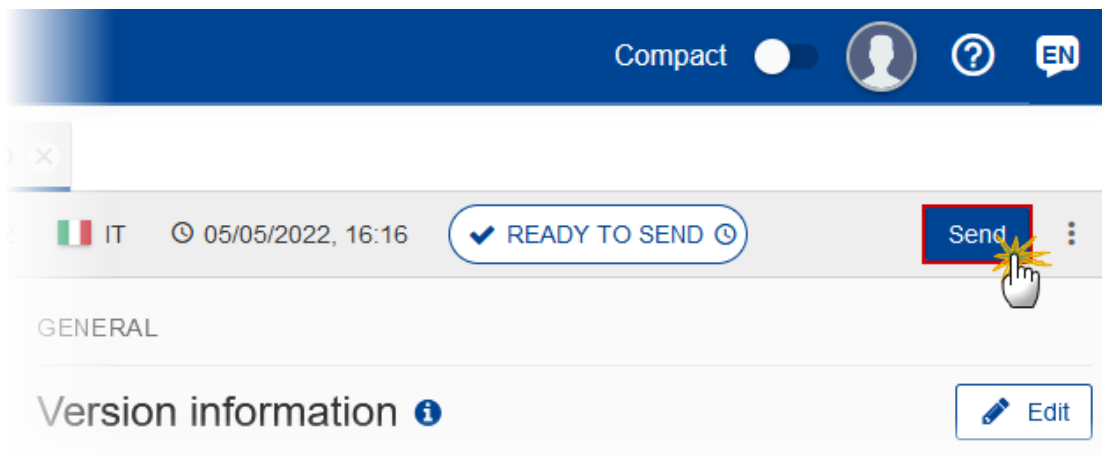 Compact EN
IT 05/05/2022, 16:16 READY TO SEND Send
GENERAL
Version information
Edit